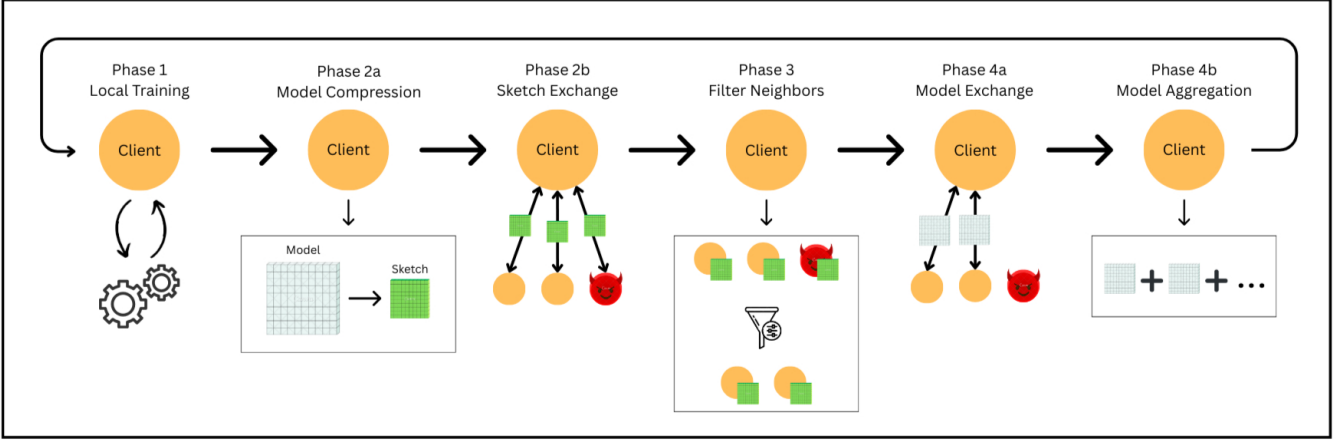 Phase 1
Local Training
Client
Phase 2a
Model Compression
Client
Model
Sketch
Phase 2b
Sketch Exchange
Client
Phase 3
Filter Neighbors
Client
Phase 4a
Model Exchange
Client
Phase 4b
Model Aggregation
Client
+ + ...